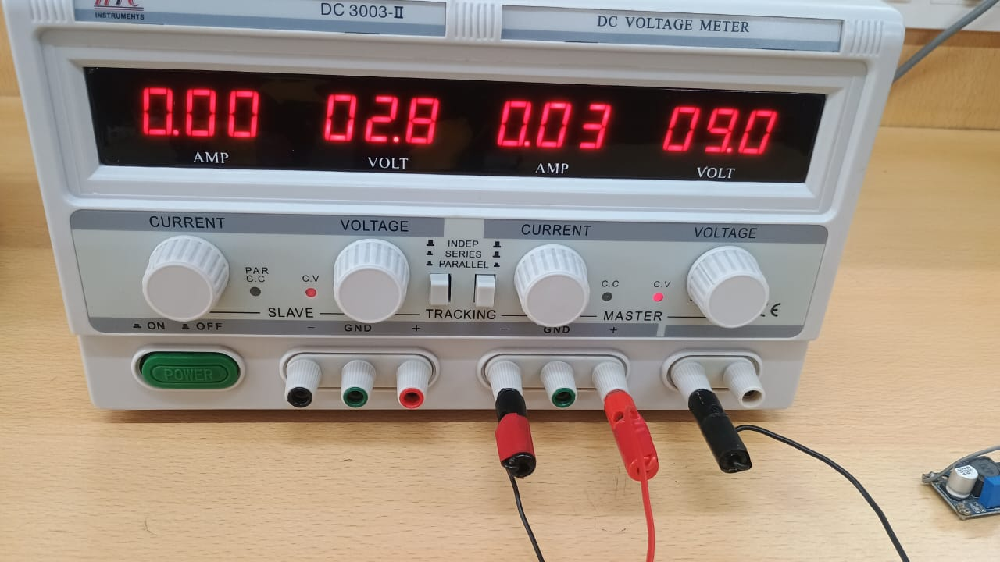 INSTRUMENTS
DC 3003-II
DC VOLTAGE METER
0.00 02.8 0.03 09.0
AMP VOLT AMP VOLT
CURRENT VOLTAGE CURRENT VOLTAGE
INDEP
SERIES
PARALLEL
PAR
C.C C.V C.C C.V
SLAVE TRACKING MASTER CE
ON OFF - GND + - GND +
POWER